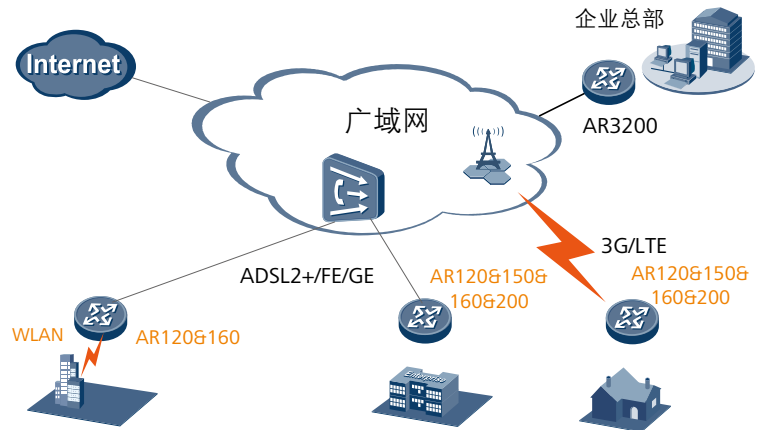 企业总部
Internet
广域网
AR3200
3G/LTE
ADSL2+/FE/GE
AR120&150&
160&200
AR120&150&
160&200
WLAN
AR120&160
Enterprise